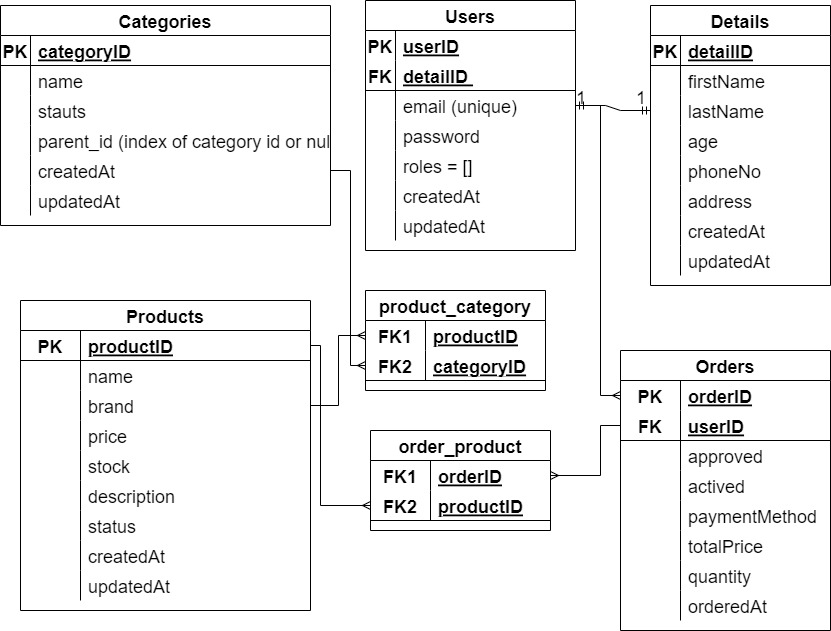 Categories
PK categoryID
name
stauts
parent_id (index of category id or nul
createdAt
updatedAt
Users
PK userID
FK detailID
email (unique)
password
roles = []
createdAt
updatedAt
1 1
Details
PK detailID
firstName
lastName
age
phoneNo
address
createdAt
updatedAt
Products
PK productID
name
brand
price
stock
description
status
createdAt
updatedAt
product_category
FK1 productID
FK2 categoryID
order_product
FK1 orderID
FK2 productID
Orders
PK orderID
FK userID
approved
actived
paymentMethod
totalPrice
quantity
orderedAt